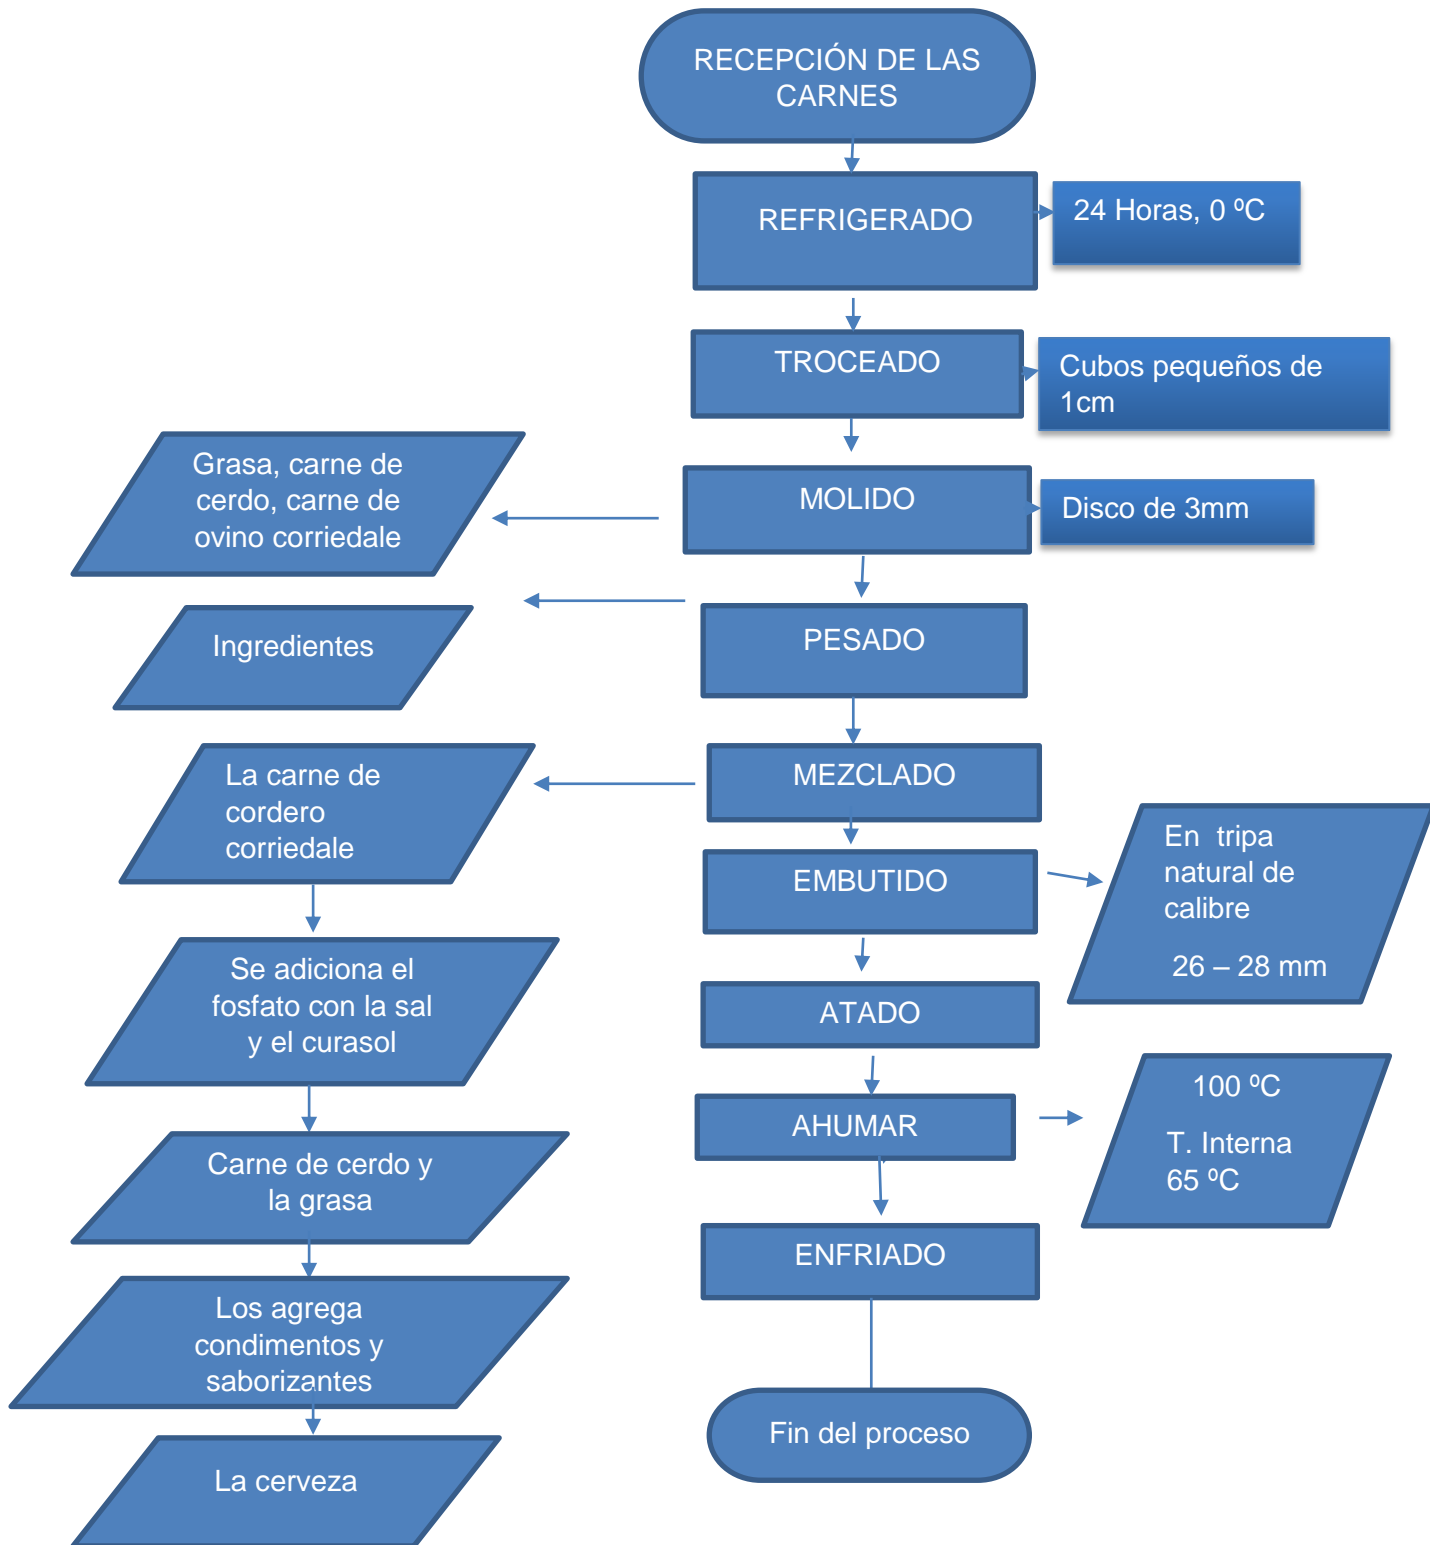 RECEPCIÓN DE LAS
CARNES
REFRIGERADO
24 Horas, 0 ºC
TROCEADO
Cubos pequeños de
1cm
MOLIDO
Disco de 3mm
Grasa, carne de
cerdo, carne de
ovino corriedale
PESADO
Ingredientes
MEZCLADO
La carne de
cordero
corriedale
Se adiciona el
fosfato con la sal
y el curasol
Carne de cerdo y
la grasa
Los agrega
condimentos y
saborizantes
La cerveza
EMBUTIDO
En  tripa
natural de
calibre
26 – 28 mm
ATADO
AHUMAR
100 ºC
T. Interna
65 ºC
ENFRIADO
Fin del proceso